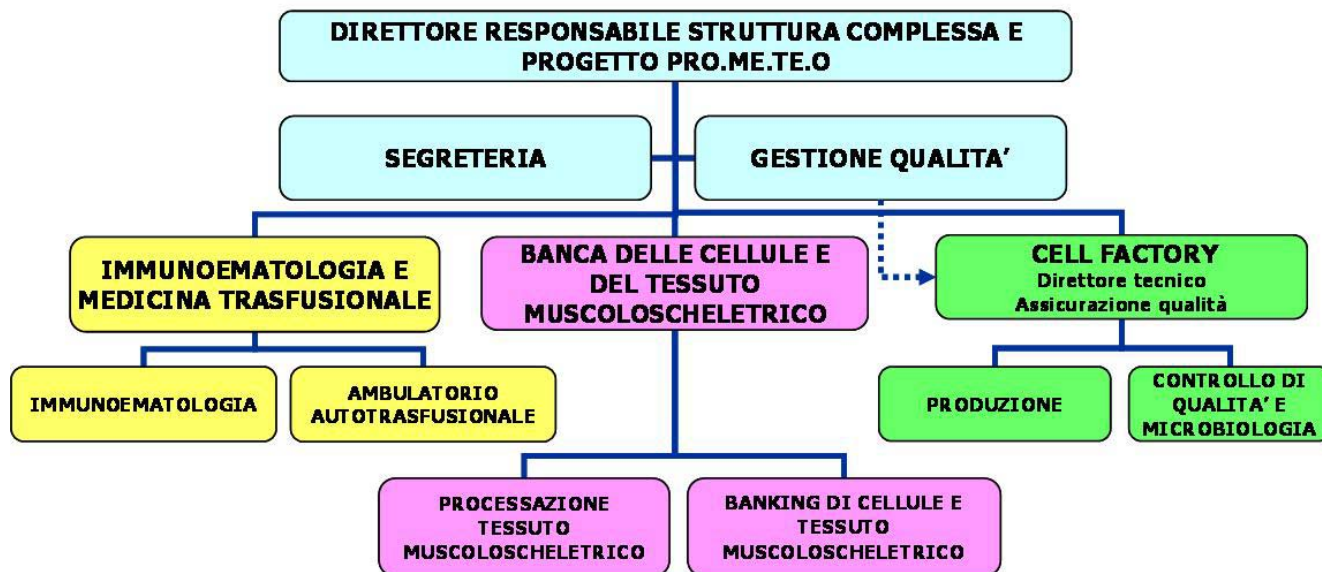 DIRETTORE RESPONSABILE STRUTTURA COMPLESSA E
PROGETTO PRO.ME.TE.O
SEGRETERIA
GESTIONE QUALITA’
IMMUNOEMATOLOGIA E
MEDICINA TRASFUSIONALE
BANCA DELLE CELLULE E
DEL TESSUTO
MUSCOLOSCHELETRICO
CELL FACTORY
Direttore tecnico
Assicurazione qualità
IMMUNOEMATOLOGIA
AMBULATORIO
AUTOTRASFUSIONALE
PRODUZIONE
CONTROLLO DI
QUALITA’ E
MICROBIOLOGIA
PROCESSAZIONE
TESSUTO
MUSCOLOSCHELETRICO
BANKING DI CELLULE E
TESSUTO
MUSCOLOSCHELETRICO